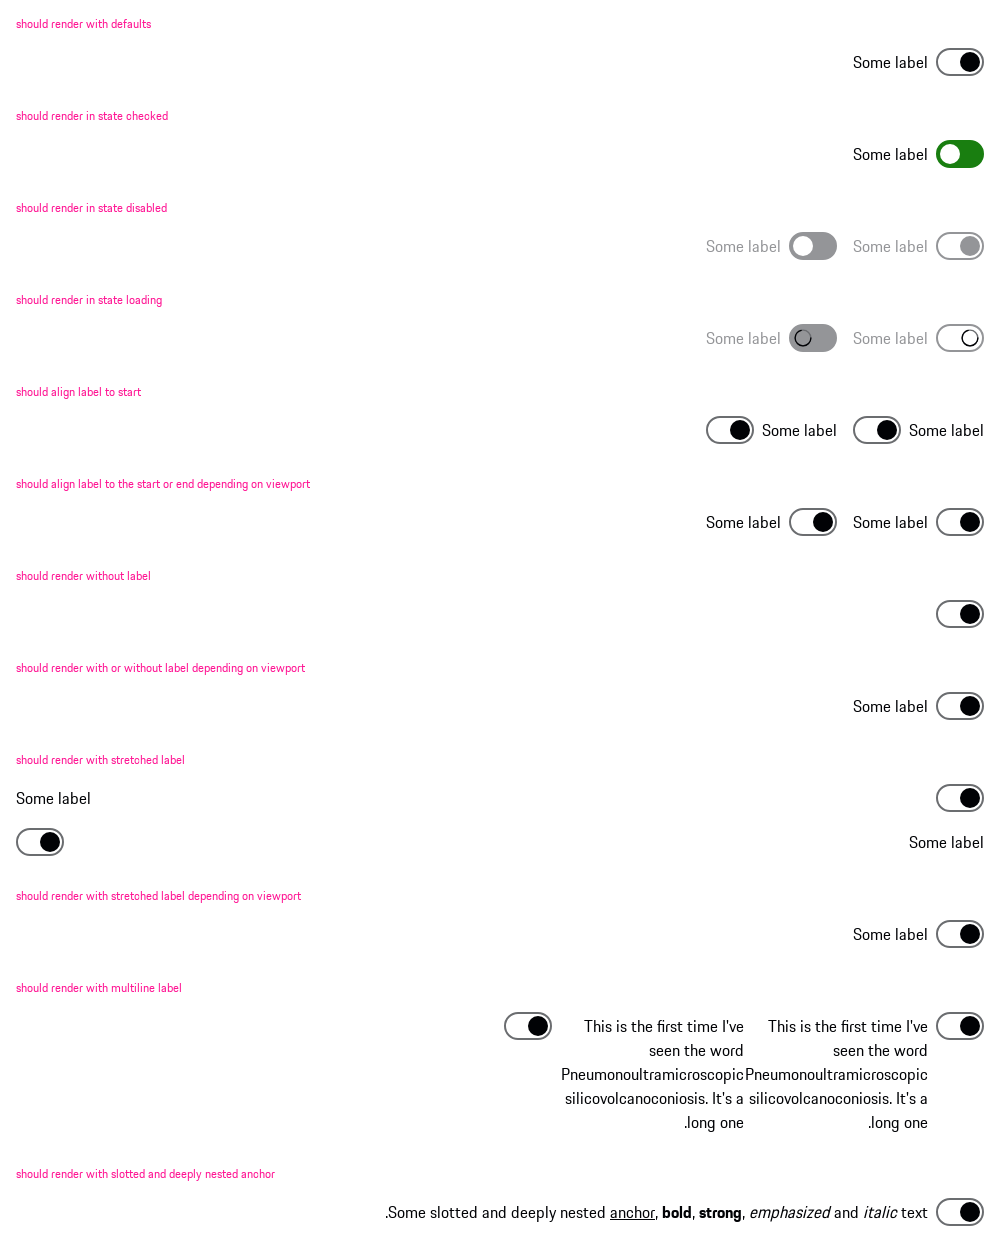 should render with defaults
Some label
should render in state checked
Some label
should render in state disabled
Some label Some label
should render in state loading
Some label Some label
should align label to start
Some label Some label
should align label to the start or end depending on viewport
Some label Some label
should render without label
should render with or without label depending on viewport
Some label
should render with stretched label
Some label
Some label
should render with stretched label depending on viewport
Some label
should render with multiline label
This is the first time I've
seen the word
Pneumonoultramicroscopic
silicovolcanoconiosis. It's a
.long one
This is the first time I've
seen the word
Pneumonoultramicroscopic
silicovolcanoconiosis. It's a
.long one
should render with slotted and deeply nested anchor
.Some slotted and deeply nested anchor, bold, strong, emphasized and italic text